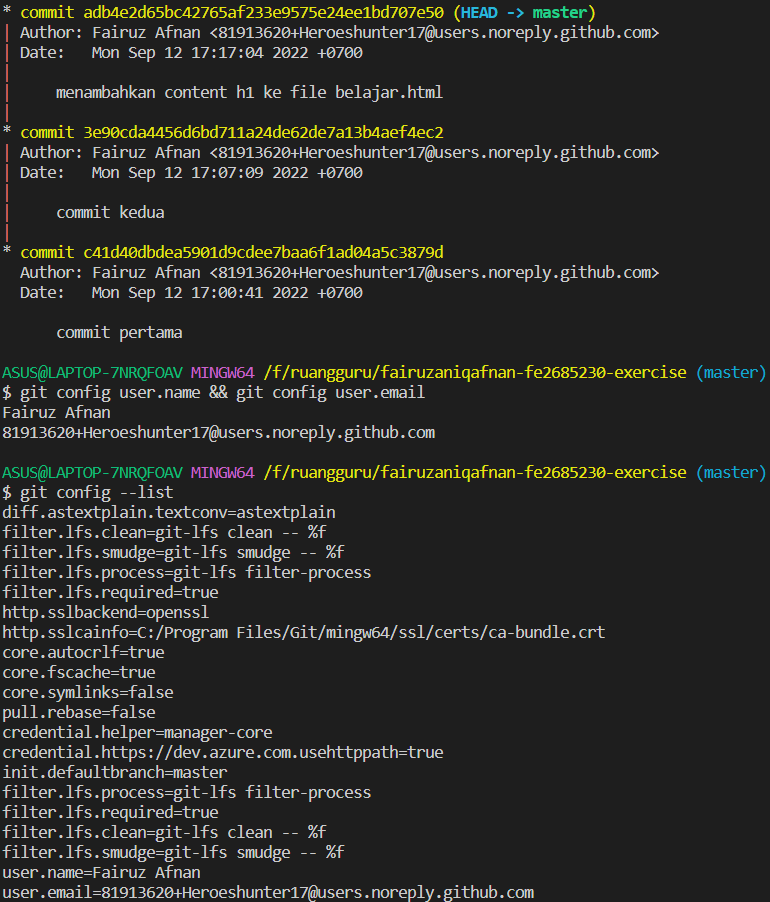 * commit adb4e2d65bc42765af233e9575e24ee1bd707e50 (HEAD -> master)
| Author: Fairuz Afnan <81913620+Heroeshunter17@users.noreply.github.com>
| Date:   Mon Sep 12 17:17:04 2022 +0700
|
|     menambahkan content h1 ke file belajar.html
|
* commit 3e90cda4456d6bd711a24de62de7a13b4aef4ec2
| Author: Fairuz Afnan <81913620+Heroeshunter17@users.noreply.github.com>
| Date:   Mon Sep 12 17:07:09 2022 +0700
|
|     commit kedua
|
* commit c41d40dbdea5901d9cdee7baa6f1ad04a5c3879d
  Author: Fairuz Afnan <81913620+Heroeshunter17@users.noreply.github.com>
  Date:   Mon Sep 12 17:00:41 2022 +0700
      commit pertama
ASUS@LAPTOP-7NRQFOAV MINGW64 /f/ruangguru/fairuzaniqafnan-fe2685230-exercise (master)
$ git config user.name && git config user.email
Fairuz Afnan
81913620+Heroeshunter17@users.noreply.github.com
ASUS@LAPTOP-7NRQFOAV MINGW64 /f/ruangguru/fairuzaniqafnan-fe2685230-exercise (master)
$ git config --list
diff.astextplain.textconv=astextplain
filter.lfs.clean=git-lfs clean -- %f
filter.lfs.smudge=git-lfs smudge -- %f
filter.lfs.process=git-lfs filter-process
filter.lfs.required=true
http.sslbackend=openssl
http.sslcainfo=C:/Program Files/Git/mingw64/ssl/certs/ca-bundle.crt
core.autocrlf=true
core.fscache=true
core.symlinks=false
pull.rebase=false
credential.helper=manager-core
credential.https://dev.azure.com.usehttppath=true
init.defaultbranch=master
filter.lfs.process=git-lfs filter-process
filter.lfs.required=true
filter.lfs.clean=git-lfs clean -- %f
filter.lfs.smudge=git-lfs smudge -- %f
user.name=Fairuz Afnan
user.email=81913620+Heroeshunter17@users.noreply.github.com